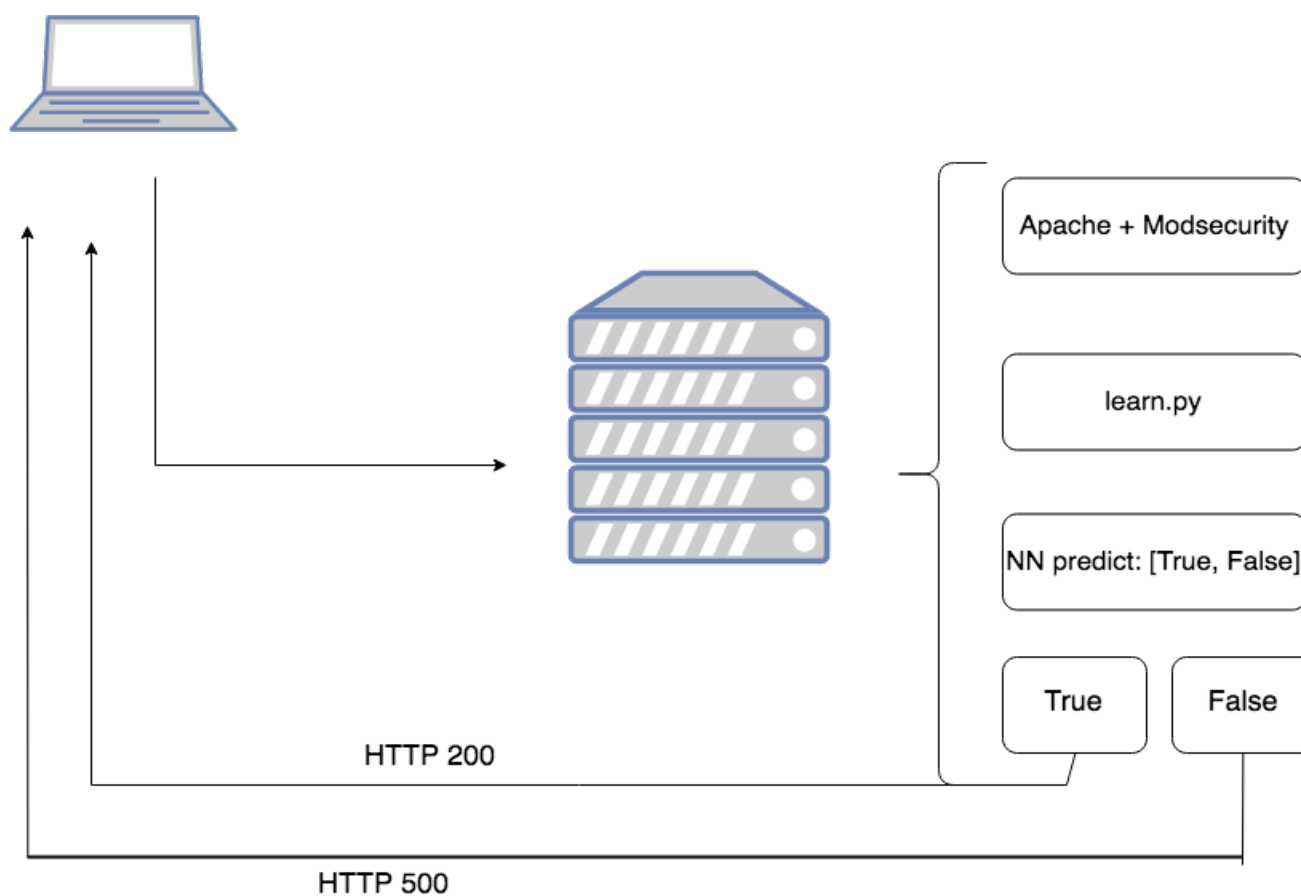 Apache + Modsecurity
learn.py
NN predict: [True, False]
True
False
HTTP 200
HTTP 500